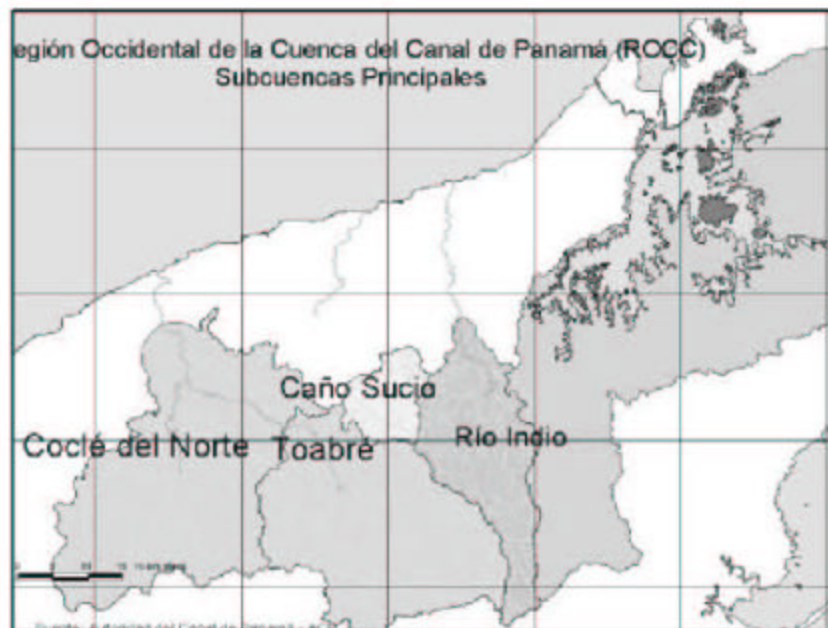 egión Occidental de la Cuenca del Canal de Panamá (ROCC)
Subcuencas Principales
Caño Sucio
Coclé del Norte
Toabré
Río Indio